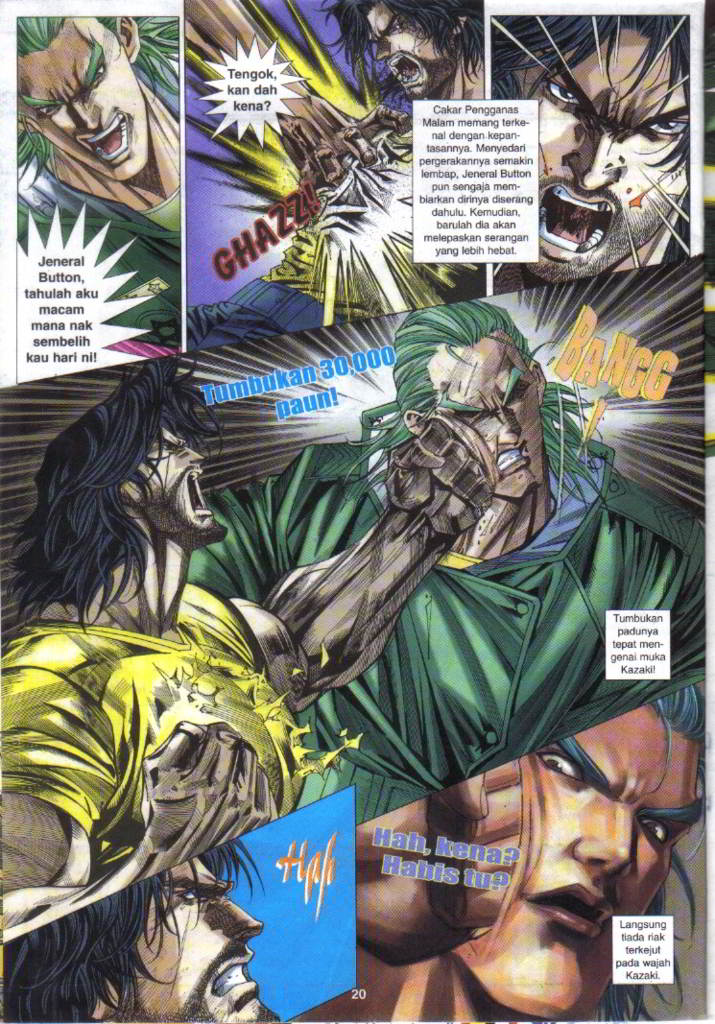 Jeneral
Button,
tahulah aku
macam
mana nak
sembelih
kau hari ni!
Tengok,
kan dah
kena?
GHAZZ!!
Cakar Pengganas
Malam memang terke-
nal dengan kepan-
tasannya. Menyedari
pergerakannya semakin
lembap, Jeneral Button
pun sengaja mem-
biarkan dirinya diserang
dahulu. Kemudian,
barulah dia akan
melepaskan serangan
yang lebih hebat.
Tumbukan 30,000
paun!
BANGG
!
Tumbukan
padunya
tepat men-
genai muka
Kazaki!
Hah
Hah, kena?
Habis tu?
Langsung
tiada riak
terkejut
pada wajah
Kazaki.
20